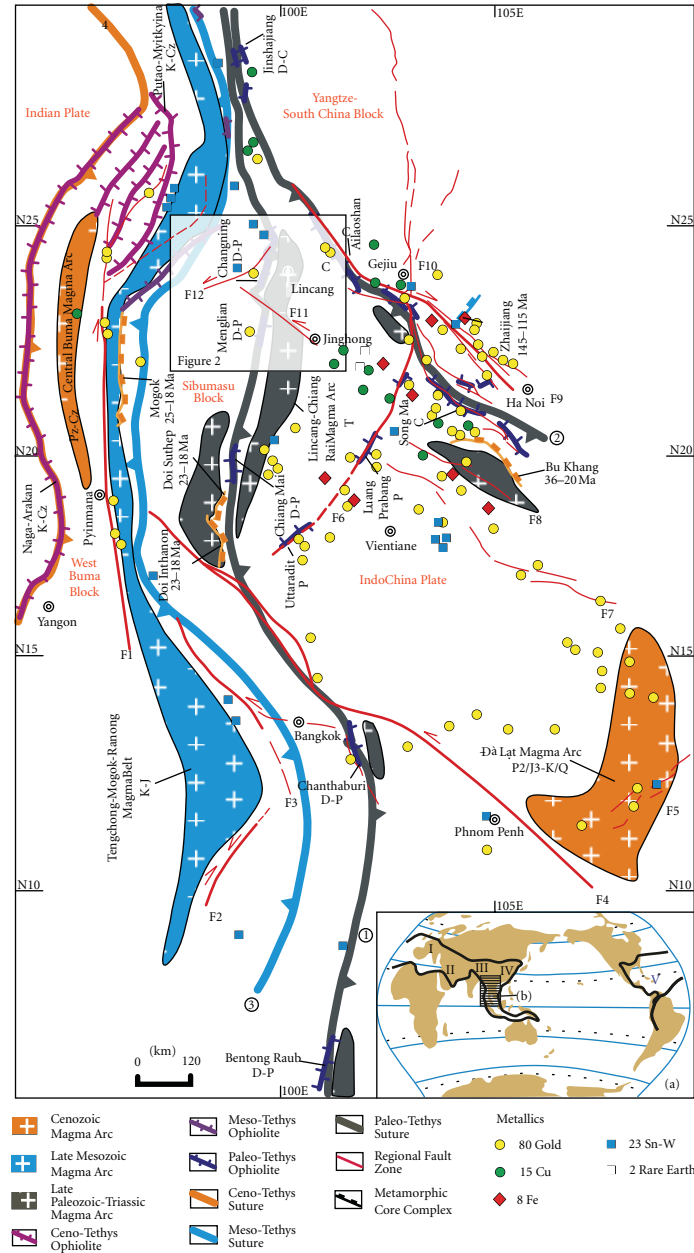 100E
105E
4
Putao-Myitkyina
K-Cz
Jinshajiang
D-C
Indian Plate
Yangtze-
South China Block
N25
N25
Changning
D-P
C
Ailaoshan
C
Gejiu
F10
F12
Lincang
F11
Menglian
D-P
Jinghong
Figure 2
Zhaijiang
145–115 Ma
Central Buma Magma Arc
Pz-Cz
Mogok
25–18 Ma
Sibumasu
Block
Lincang-Chiang
RaiMagma Arc
T
Ha Noi
F9
Song Ma
C
2
N20
N20
Doi Suthep
23–18 Ma
Chiang Mai
D-P
Bu Khang
36–20 Ma
Naga-Arakan
K-Cz
Pyinmana
F6
Luang
Prabang
P
F8
Vientiane
Doi Inthanon
23–18 Ma
Uttaradit
P
West
Buma
Block
IndoChina Plate
Yangon
F7
F1
N15
N15
Bangkok
Đà Lạt Magma Arc
P2/J3-K/Q
Tengchong-Mogok-Ranong
MagmaBelt
K-J
Chanthaburi
D-P
F3
F5
Phnom Penh
N10
N10
F2
F4
105E
1
I
II
III
IV
V
(b)
3
(km)
0
120
Bentong Raub
D-P
(a)
100E
Cenozoic
Magma Arc
Late Mesozoic
Magma Arc
Late
Paleozoic-Triassic
Magma Arc
Ceno-Tethys
Ophiolite
Meso-Tethys
Ophiolite
Paleo-Tethys
Ophiolite
Ceno-Tethys
Suture
Meso-Tethys
Suture
Paleo-Tethys
Suture
Regional Fault
Zone
Metamorphic
Core Complex
Metallics
80 Gold
15 Cu
8 Fe
23 Sn-W
2 Rare Earth